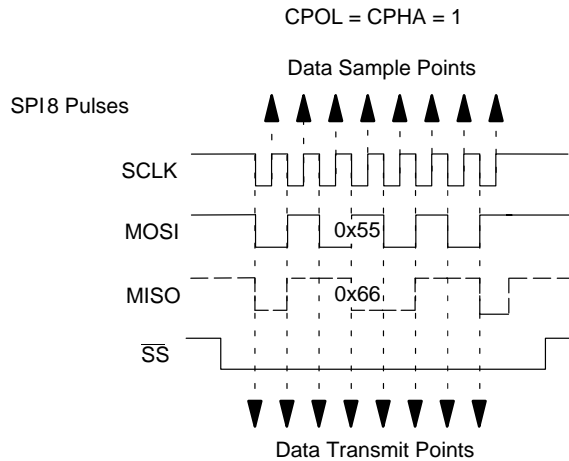 CPOL = CPHA = 1
Data Sample Points
SPI8 Pulses
SCLK
MOSI
0x55
MISO
0x66
SS
Data Transmit Points